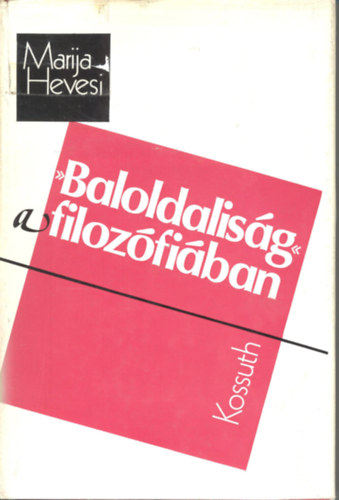 Marija
Hevesi
»Baloldaliság«
a filozófiában
Kossuth